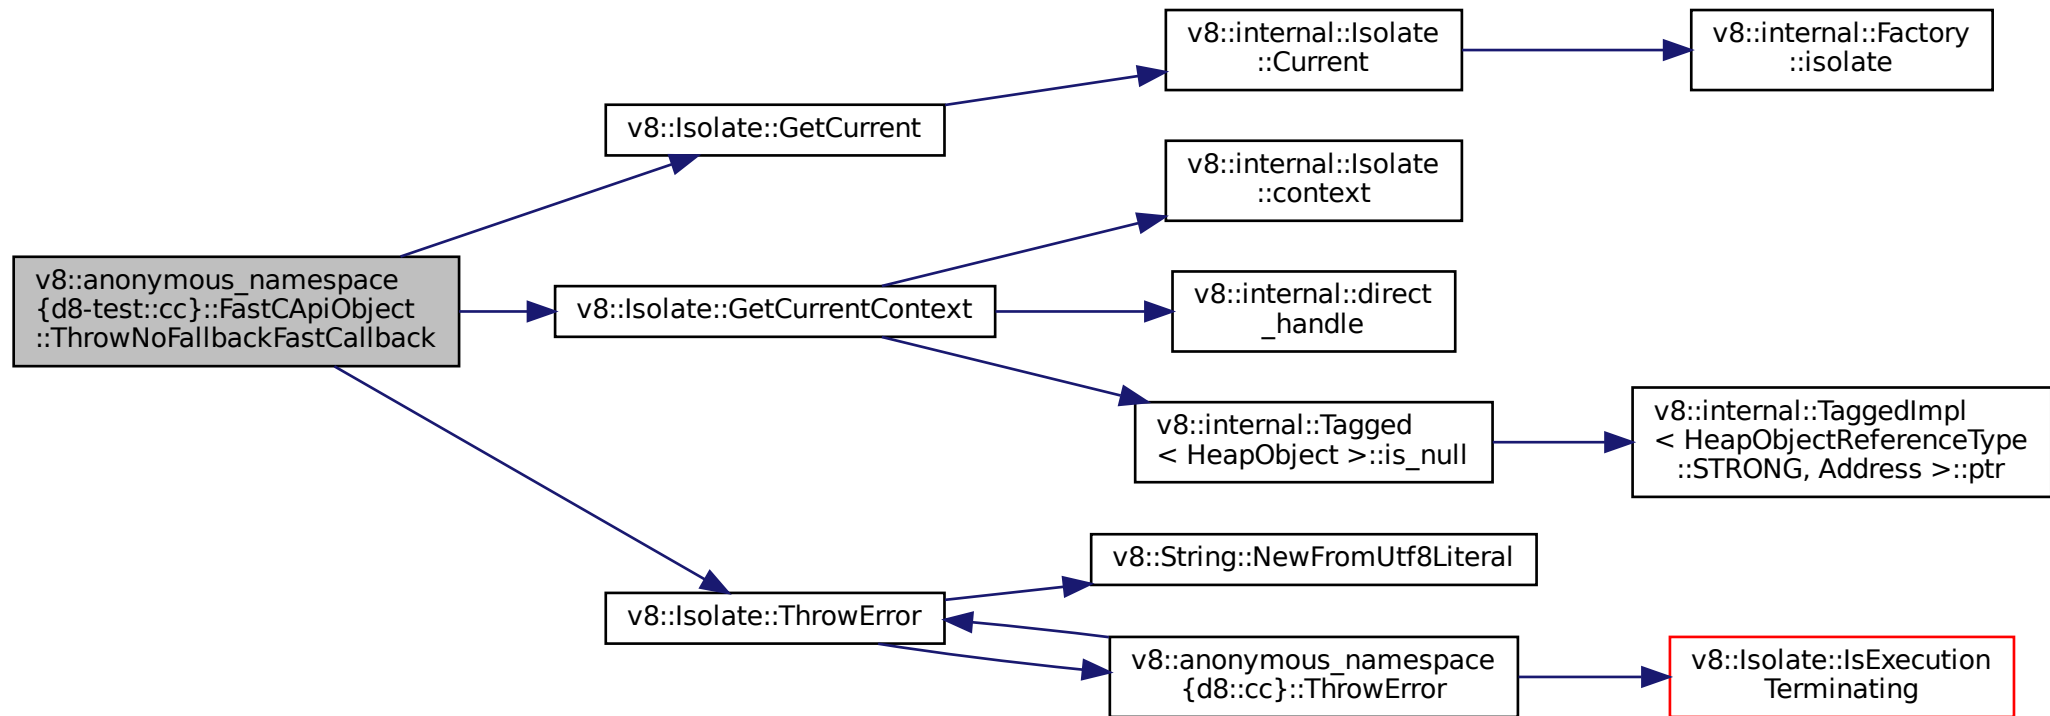 v8::internal::Isolate
::Current
v8::internal::Factory
::isolate
v8::Isolate::GetCurrent
v8::internal::Isolate
::context
v8::anonymous_namespace
{d8-test::cc}::FastCApiObject
::ThrowNoFallbackFastCallback
v8::Isolate::GetCurrentContext
v8::internal::direct
_handle
v8::internal::Tagged
< HeapObject >::is_null
v8::internal::TaggedImpl
< HeapObjectReferenceType
::STRONG, Address >::ptr
v8::String::NewFromUtf8Literal
v8::Isolate::ThrowError
v8::anonymous_namespace
{d8::cc}::ThrowError
v8::Isolate::IsExecution
Terminating